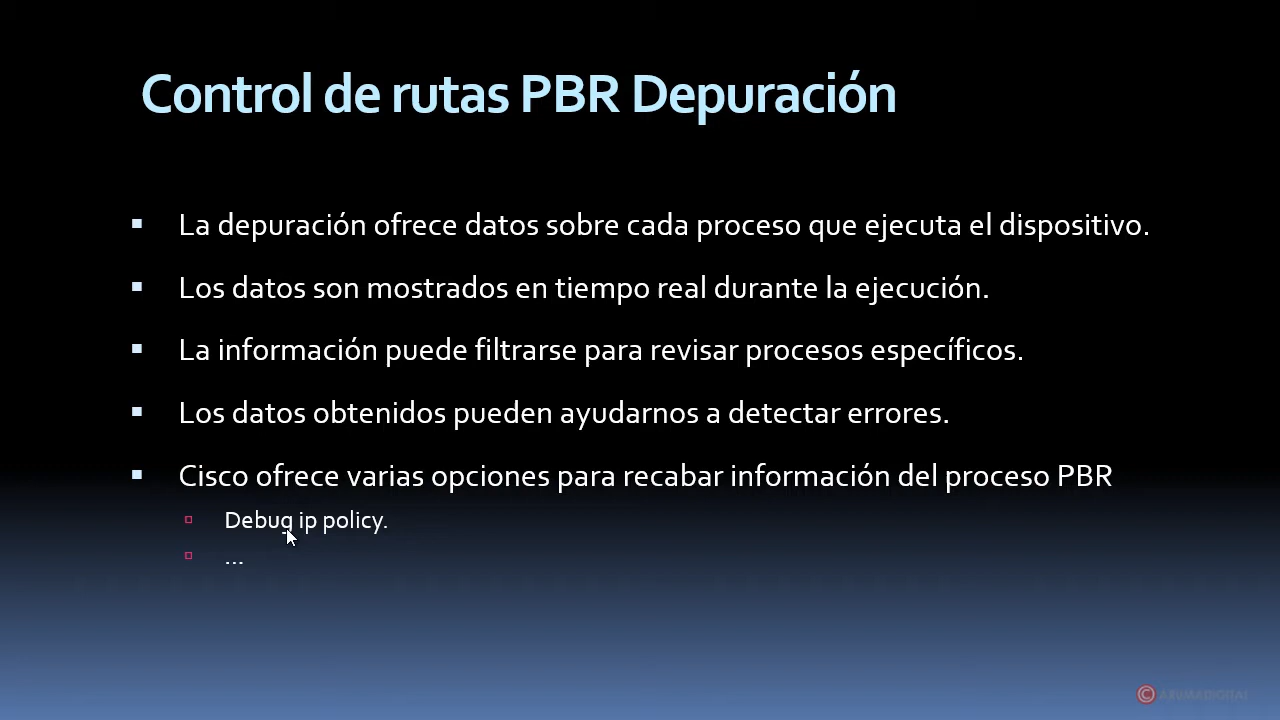 Control de rutas PBR Depuración
La depuración ofrece datos sobre cada proceso que ejecuta el dispositivo.
Los datos son mostrados en tiempo real durante la ejecución.
La información puede filtrarse para revisar procesos específicos.
Los datos obtenidos pueden ayudarnos a detectar errores.
Cisco ofrece varias opciones para recabar información del proceso PBR
Debug ip policy.
...
©